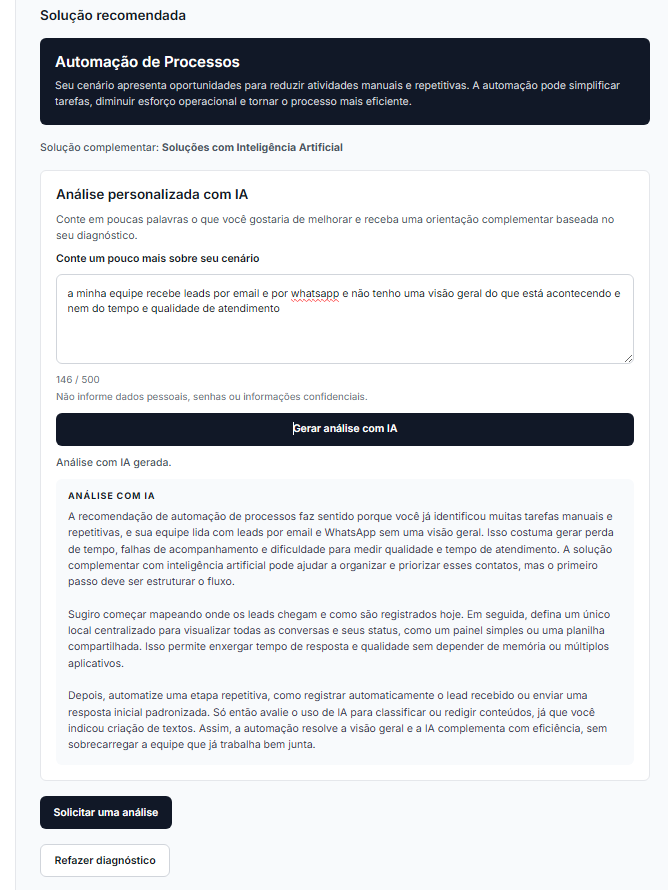 Solução recomendada
Automação de Processos
Seu cenário apresenta oportunidades para reduzir atividades manuais e repetitivas. A automação pode simplificar
tarefas, diminuir esforço operacional e tornar o processo mais eficiente.
Solução complementar: Soluções com Inteligência Artificial
Análise personalizada com IA
Conte em poucas palavras o que você gostaria de melhorar e receba uma orientação complementar baseada no
seu diagnóstico.
Conte um pouco mais sobre seu cenário
a minha equipe recebe leads por email e por whatsapp e não tenho uma visão geral do que está acontecendo e
nem do tempo e qualidade de atendimento
146 / 500
Não informe dados pessoais, senhas ou informações confidenciais.
Gerar análise com IA
Análise com IA gerada.
ANÁLISE COM IA
A recomendação de automação de processos faz sentido porque você já identificou muitas tarefas manuais e
repetitivas, e sua equipe lida com leads por email e WhatsApp sem uma visão geral. Isso costuma gerar perda
de tempo, falhas de acompanhamento e dificuldade para medir qualidade e tempo de atendimento. A solução
complementar com inteligência artificial pode ajudar a organizar e priorizar esses contatos, mas o primeiro
passo deve ser estruturar o fluxo.
Sugiro começar mapeando onde os leads chegam e como são registrados hoje. Em seguida, defina um único
local centralizado para visualizar todas as conversas e seus status, como um painel simples ou uma planilha
compartilhada. Isso permite enxergar tempo de resposta e qualidade sem depender de memória ou múltiplos
aplicativos.
Depois, automatize uma etapa repetitiva, como registrar automaticamente o lead recebido ou enviar uma
resposta inicial padronizada. Só então avalie o uso de IA para classificar ou redigir conteúdos, já que você
indicou criação de textos. Assim, a automação resolve a visão geral e a IA complementa com eficiência, sem
sobrecarregar a equipe que já trabalha bem junta.
Solicitar uma análise
Refazer diagnóstico